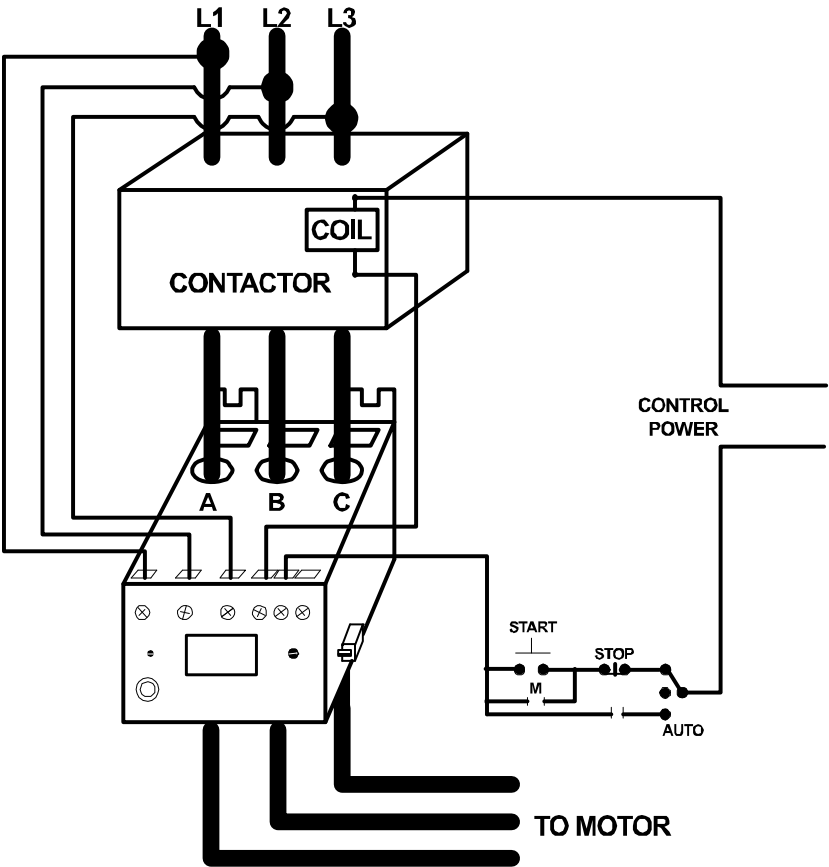 L1 L2 L3
COIL
CONTACTOR
CONTROL
POWER
A B C
START
STOP
M
AUTO
TO MOTOR